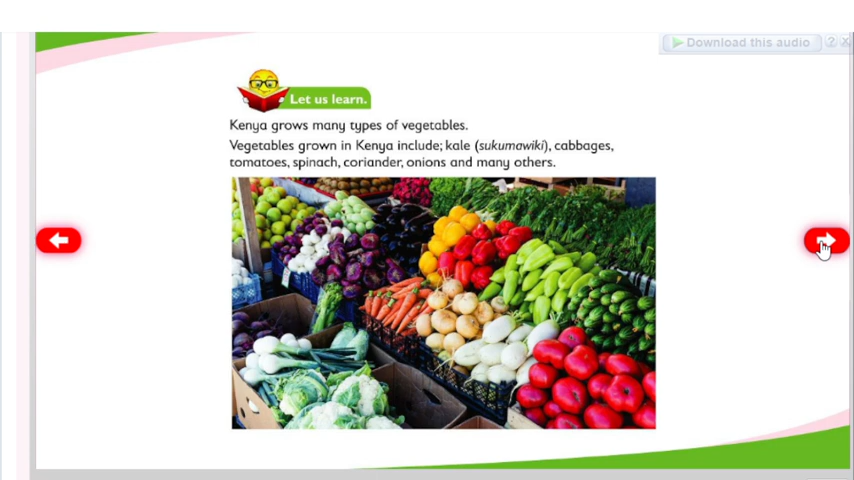 Download this audio ? X
Let us learn.
Kenya grows many types of vegetables.
Vegetables grown in Kenya include; kale (sukumawiki), cabbages,
tomatoes, spinach, coriander, onions and many others.